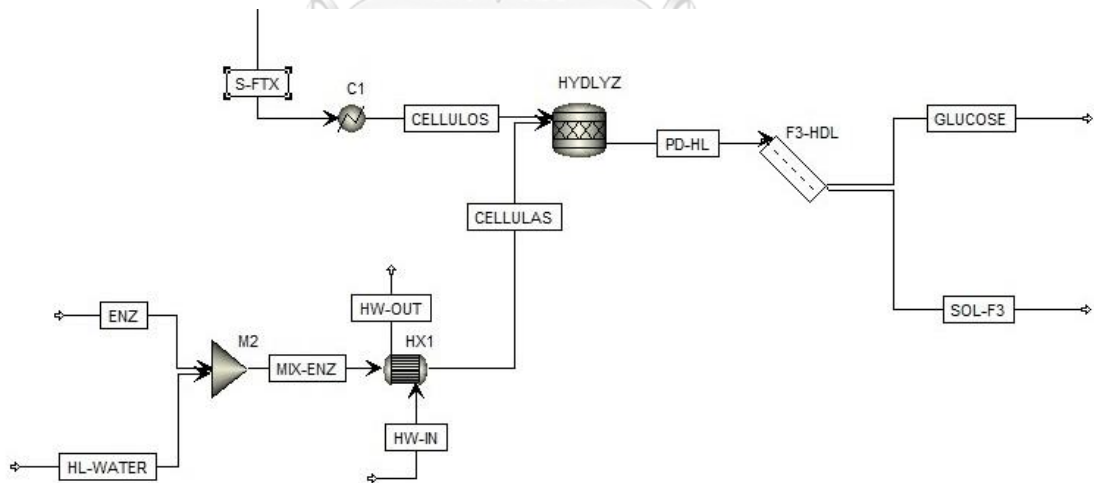 S-FTX
C1
CELLULOS
HYDLYZ
PD-HL
F3-HDL
GLUCOSE
CELLULAS
SOL-F3
HW-OUT
ENZ
M2
MIX-ENZ
HX1
HW-IN
HL-WATER